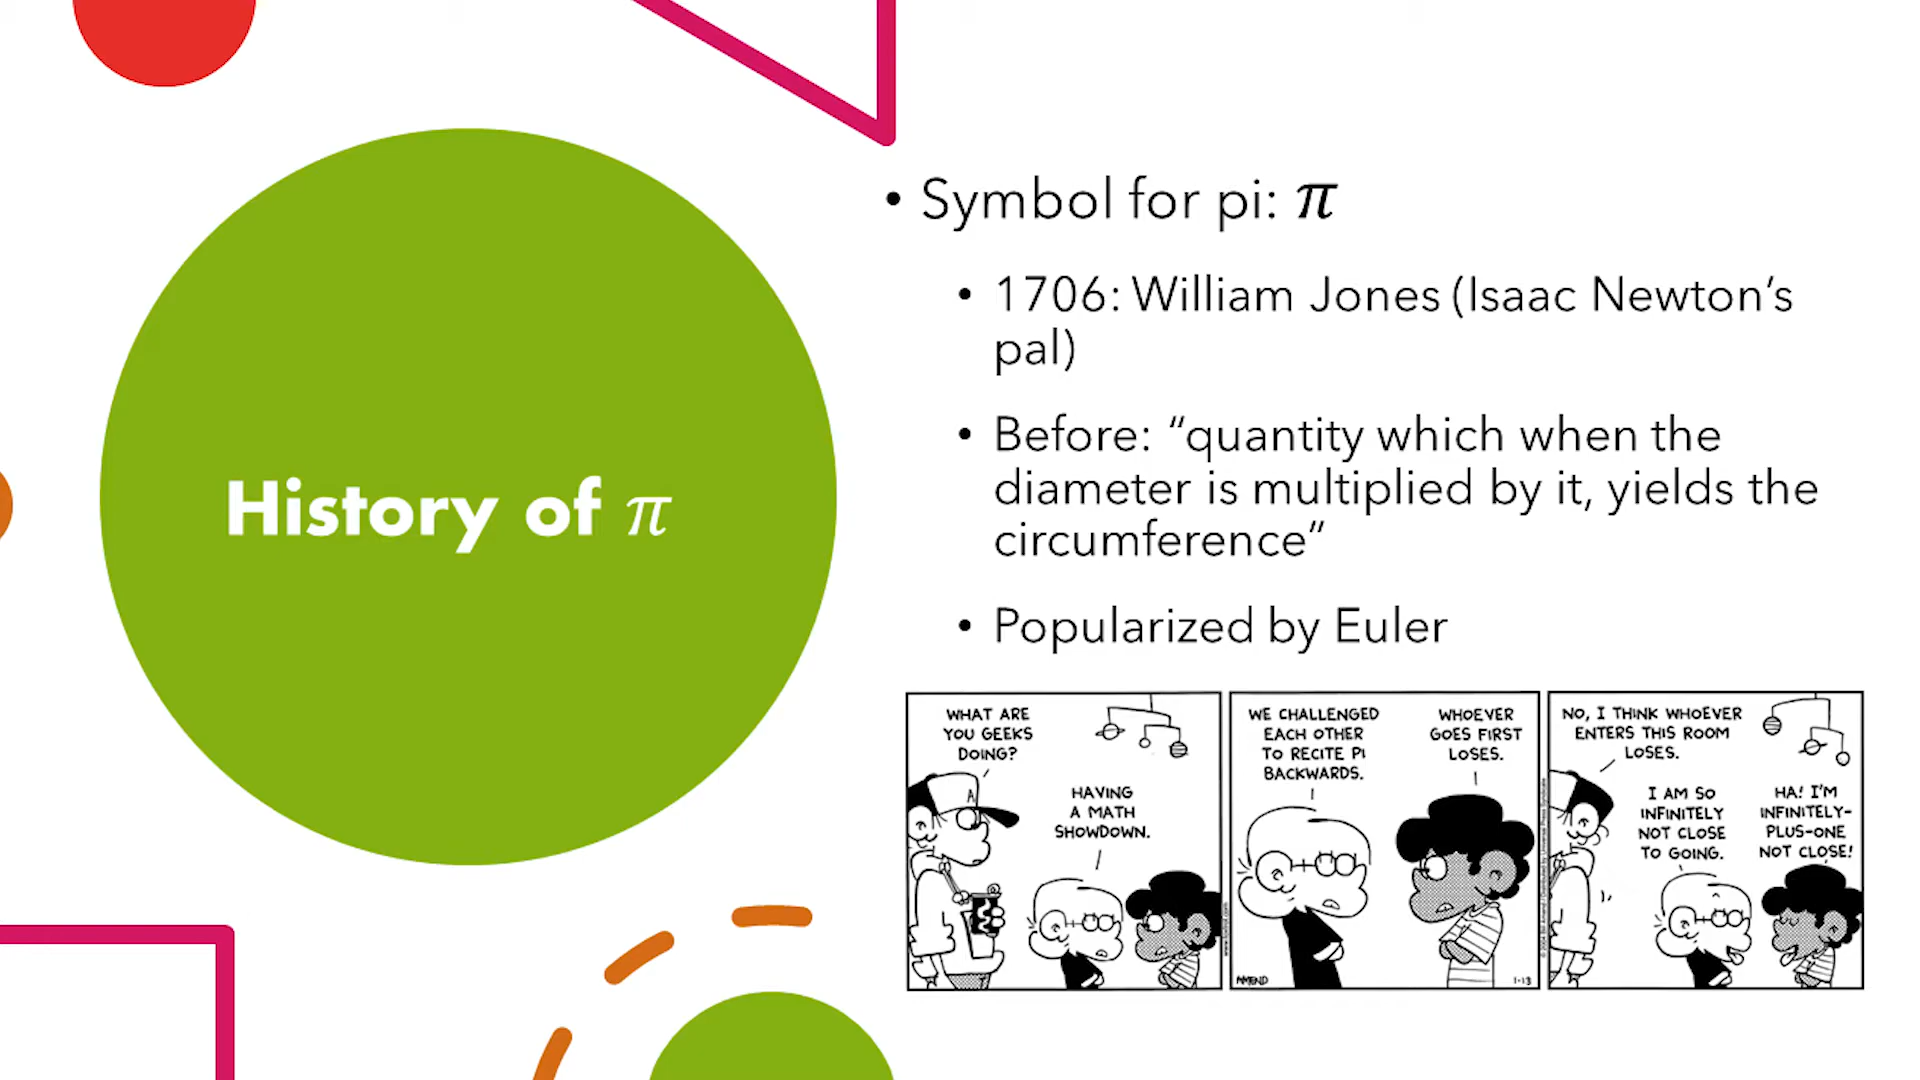 History of π
• Symbol for pi: π
• 1706: William Jones (Isaac Newton’s
pal)
• Before: “quantity which when the
diameter is multiplied by it, yields the
circumference”
• Popularized by Euler
WHAT ARE
YOU GEEKS
DOING?
HAVING
A MATH
SHOWDOWN.
WE CHALLENGED
EACH OTHER
TO RECITE PI
BACKWARDS.
WHOEVER
GOES FIRST
LOSES.
AMEND
1-13
NO, I THINK WHOEVER
ENTERS THIS ROOM
LOSES.
I AM SO
INFINITELY
NOT CLOSE
TO GOING.
HA! I’M
INFINITELY-
PLUS-ONE
NOT CLOSE!
A